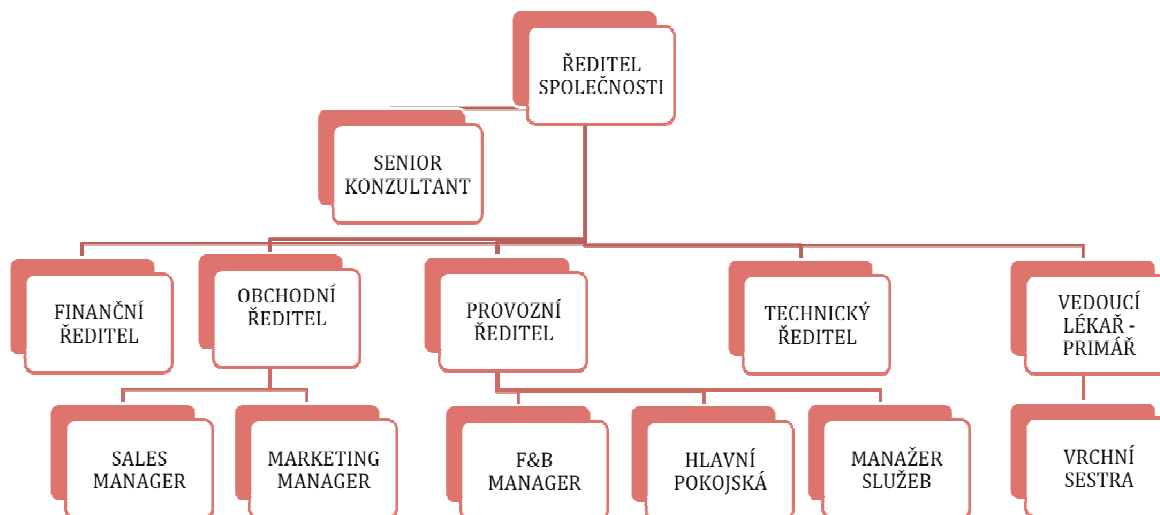 ŘEDITEL
SPOLEČNOSTI
SENIOR
KONZULTANT
FINANČNÍ
ŘEDITEL
OBCHODNÍ
ŘEDITEL
PROVOZNÍ
ŘEDITEL
TECHNICKÝ
ŘEDITEL
VEDOUCÍ
LÉKAŘ -
PRIMÁŘ
SALES
MANAGER
MARKETING
MANAGER
F&B
MANAGER
HLAVNÍ
POKOJSKÁ
MANAŽER
SLUŽEB
VRCHNÍ
SESTRA